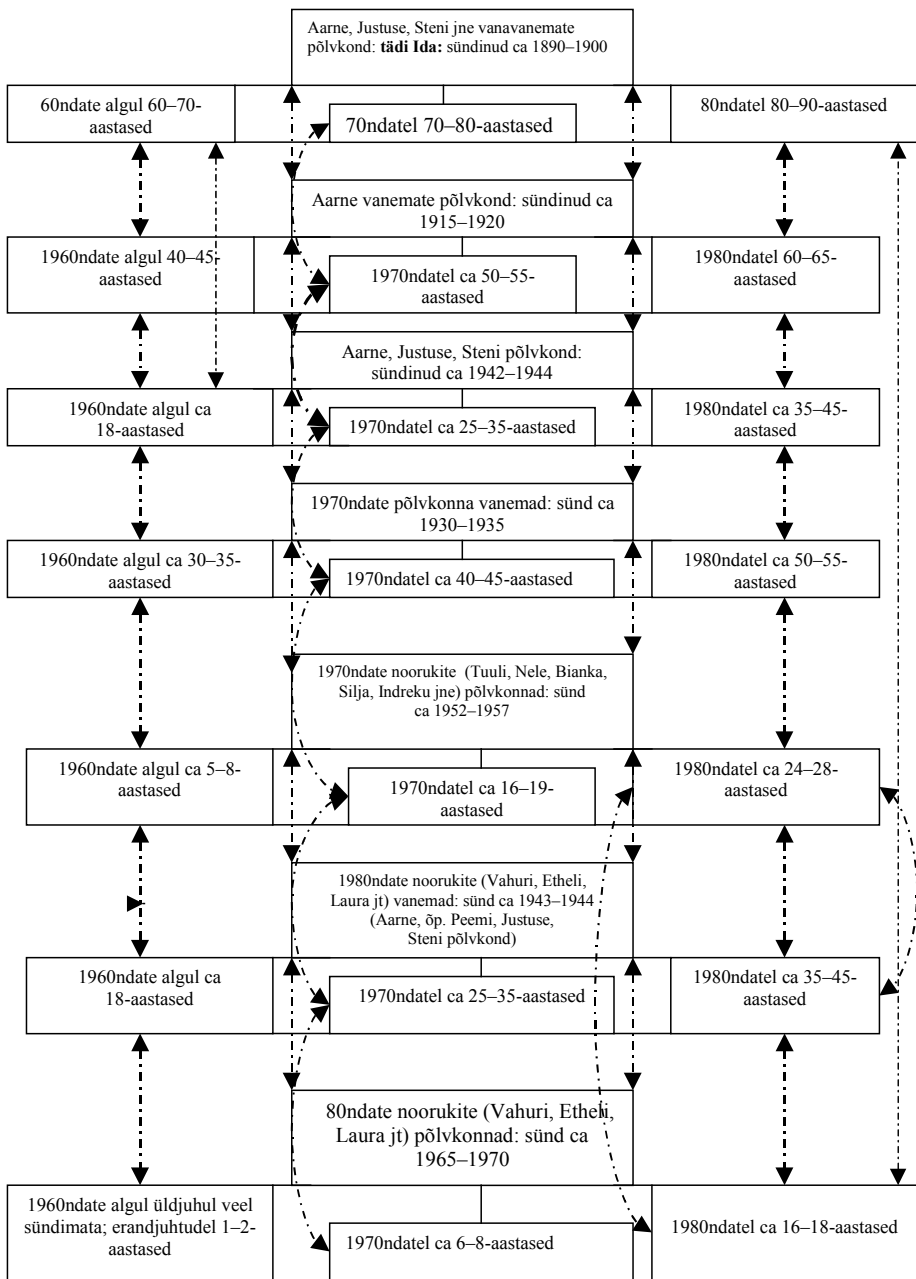 Aarne, Justuse, Steni jne vanavanemate
põlvkond: tädi Ida: sündinud ca 1890–1900
60ndate algul 60–70-
aastased
70ndatel 70–80-aastased
80ndatel 80–90-aastased
Aarne vanemate põlvkond: sündinud ca
1915–1920
1960ndate algul 40–45-
aastased
1970ndatel ca 50–55-
aastased
1980ndatel 60–65-
aastased
Aarne, Justuse, Steni põlvkond:
sündinud ca 1942–1944
1960ndate algul ca
18-aastased
1970ndatel ca 25–35-aastased
1980ndatel ca 35–45-
aastased
1970ndate põlvkonna vanemad: sünd ca
1930–1935
1960ndate algul ca 30–35-
aastased
1970ndatel ca 40–45-aastased
1980ndatel ca 50–55-
aastased
1970ndate noorukite (Tuuli, Nele, Bianka,
Silja, Indreku jne) põlvkonnad: sünd
ca 1952–1957
1960ndate algul ca 5–8-
aastased
1970ndatel ca 16–19-
aastased
1980ndatel ca 24–28-
aastased
1980ndate noorukite (Vahuri, Etheli,
Laura jt) vanemad: sünd ca 1943–1944
(Aarne, õp. Peemi, Justuse,
Steni põlvkond)
1960ndate algul ca
18-aastased
1970ndatel ca 25–35-aastased
1980ndatel ca 35–45-
aastased
80ndate noorukite (Vahuri, Etheli,
Laura jt) põlvkonnad: sünd ca
1965–1970
1960ndate algul üldjuhul veel
sündimata; erandjuhtudel 1–2-
aastased
1970ndatel ca 6–8-aastased
1980ndatel ca 16–18-aastased